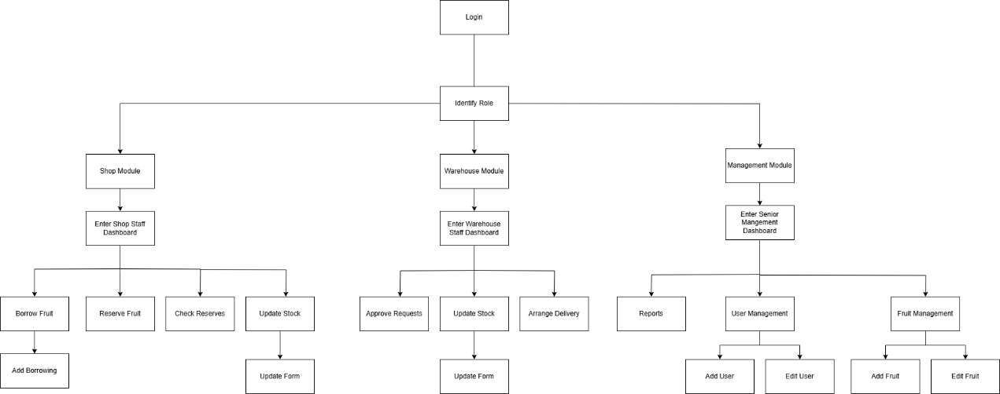 Login
Identify Role
Shop Module
Warehouse Module
Management Module
Enter Shop Staff
Dashboard
Enter Warehouse
Staff Dashboard
Enter Senior
Mangement
Dashboard
Borrow Fruit
Reserve Fruit
Check Reserves
Update Stock
Approve Requests
Update Stock
Arrange Delivery
Reports
User Management
Fruit Management
Add Borrowing
Update Form
Update Form
Add User
Edit User
Add Fruit
Edit Fruit